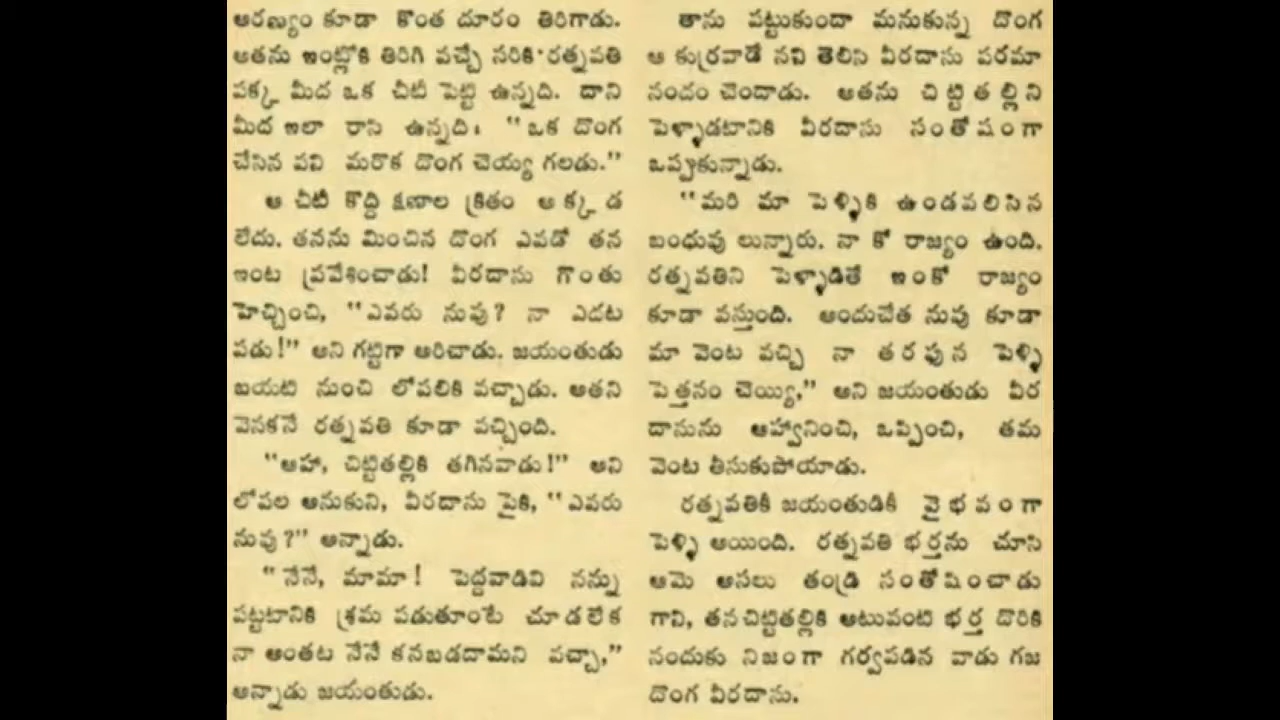 అరణ్యం కూడా కొంత దూరం తిరిగాడు.
అతను ఇంట్లోకి తిరిగి వచ్చే సరికి రత్నవతి
పక్క మీద ఒక చీటీ పెట్టి ఉన్నది. దాని
మీద ఇలా రాసి ఉన్నది: "ఒక దొంగ
చేసిన పని మరొక దొంగ చెయ్య గలడు."
ఆ చీటీ కొద్ది క్షణాల క్రితం అక్కడ
లేదు. తనను మించిన దొంగ ఎవడో తన
ఇంట ప్రవేశించాడు! వీరదాసు గొంతు
హెచ్చించి, "ఎవరు నువు? నా ఎదట
పడు!" అని గట్టిగా అరిచాడు. జయంతుడు
బయటి నుంచి లోపలికి వచ్చాడు. అతని
వెనకనే రత్నవతి కూడా వచ్చింది.
"ఆహా, చిట్టితల్లికి తగినవాడు!" అని
లోపల అనుకుని, వీరదాసు పైకి, "ఎవరు
నువు?" అన్నాడు.
"నేనే, మామా! పెద్దవాడివి నన్ను
పట్టటానికి శ్రమ పడుతూంటే చూడలేక
నా అంతట నేనే కనబడదామని వచ్చా,"
అన్నాడు జయంతుడు.
తాను పట్టుకుందా మనుకున్న దొంగ
ఆ కుర్రవాడే నని తెలిసి వీరదాసు పరమా
నందం చెందాడు. అతను చిట్టితల్లిని
పెళ్ళాడటానికి వీరదాసు సంతోషంగా
ఒప్పుకున్నాడు.
"మరి మా పెళ్ళికి ఉండవలిసిన
బంధువు లున్నారు. నా కో రాజ్యం ఉంది.
రత్నవతిని పెళ్ళాడితే ఇంకో రాజ్యం
కూడా వస్తుంది. అందుచేత నువు కూడా
మా వెంట వచ్చి నా తరపున పెళ్ళి
పెత్తనం చెయ్యి," అని జయంతుడు వీర
దాసును ఆహ్వానించి, ఒప్పించి, తమ
వెంట తీసుకుపోయాడు.
రత్నవతికీ జయంతుడికీ వైభవంగా
పెళ్ళి అయింది. రత్నవతి భర్తను చూసి
ఆమె అసలు తండ్రి సంతోషించాడు
గాని, తనచిట్టితల్లికి అటువంటి భర్త దొరికి
నందుకు నిజంగా గర్వపడిన వాడు గజ
దొంగ వీరదాసు.